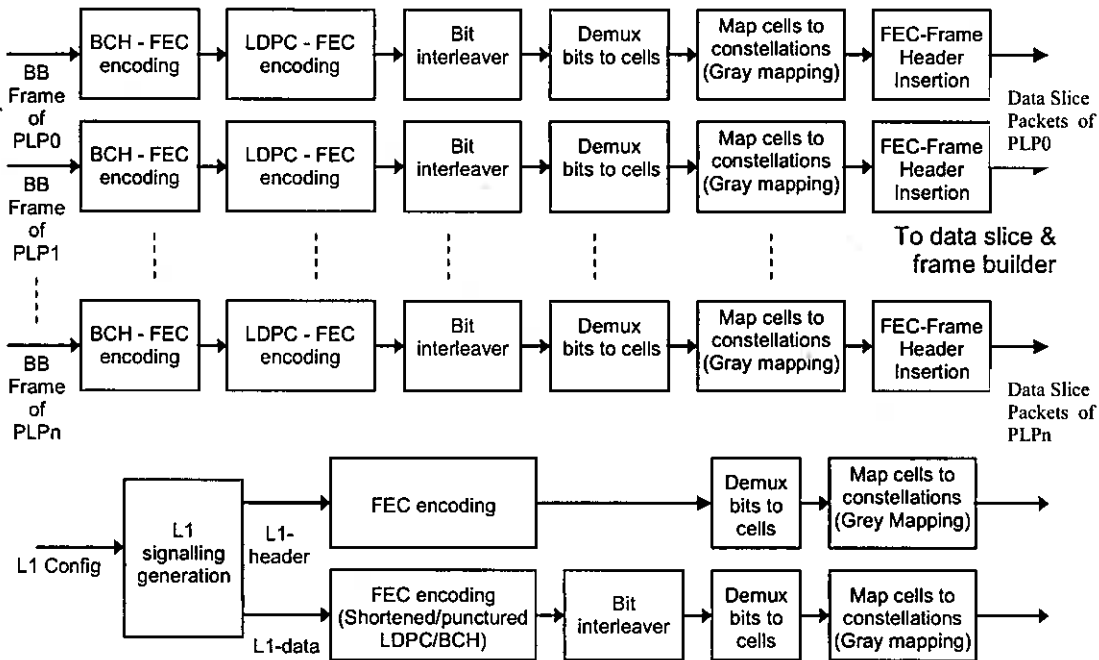 BCH - FEC
encoding
LDPC - FEC
encoding
Bit
interleaver
Demux
bits to cells
Map cells to
constellations
(Gray mapping)
FEC-Frame
Header
Insertion
BB
Frame
of
PLP0
Data Slice
Packets of
PLP0
BCH - FEC
encoding
LDPC - FEC
encoding
Bit
interleaver
Demux
bits to cells
Map cells to
constellations
(Gray mapping)
FEC-Frame
Header
Insertion
BB
Frame
of
PLP1
To data slice &
frame builder
BCH - FEC
encoding
LDPC - FEC
encoding
Bit
interleaver
Demux
bits to cells
Map cells to
constellations
(Gray mapping)
FEC-Frame
Header
Insertion
BB
Frame
of
PLPn
Data Slice
Packets of
PLPn
L1 Config
L1
signalling
generation
L1-
header
FEC encoding
Demux
bits to
cells
Map cells to
constellations
(Grey Mapping)
L1-data
FEC encoding
(Shortened/punctured
LDPC/BCH)
Bit
interleaver
Demux
bits to
cells
Map cells to
constellations
(Gray mapping)